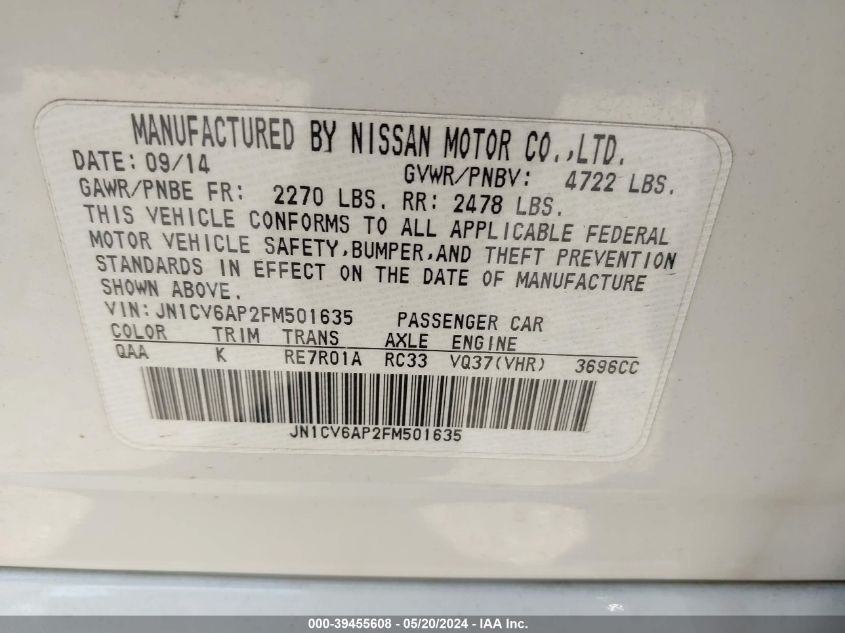 MANUFACTURED BY NISSAN MOTOR CO.,LTD.
DATE: 09/14 GVWR/PNBV: 4722 LBS.
GAWR/PNBE FR: 2270 LBS. RR: 2478 LBS.
THIS VEHICLE CONFORMS TO ALL APPLICABLE FEDERAL
MOTOR VEHICLE SAFETY,BUMPER,AND THEFT PREVENTION
STANDARDS IN EFFECT ON THE DATE OF MANUFACTURE
SHOWN ABOVE.
VIN: JN1CV6AP2FM501635 PASSENGER CAR
COLOR TRIM TRANS AXLE ENGINE
QAA K RE7R01A RC33 VQ37(VHR) 3696CC
JN1CV6AP2FM501635
000-39455608 - 05/20/2024 - IAA Inc.